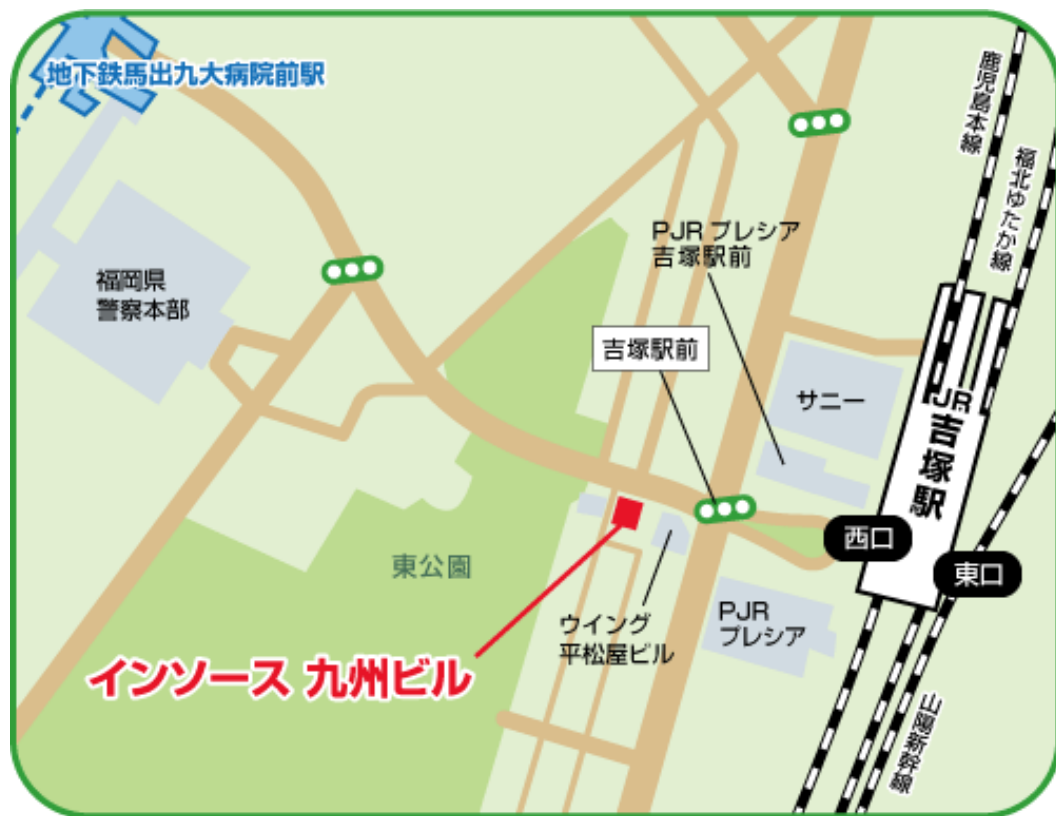 地下鉄馬出九大病院前駅
鹿児島本線
福北ゆたか線
PJR プレシア
吉塚駅前
福岡県
警察本部
吉塚駅前
サニー
JR
吉塚駅
西口
東口
東公園
ウイング
平松屋ビル
PJR
プレシア
インソース 九州ビル
山陽新幹線